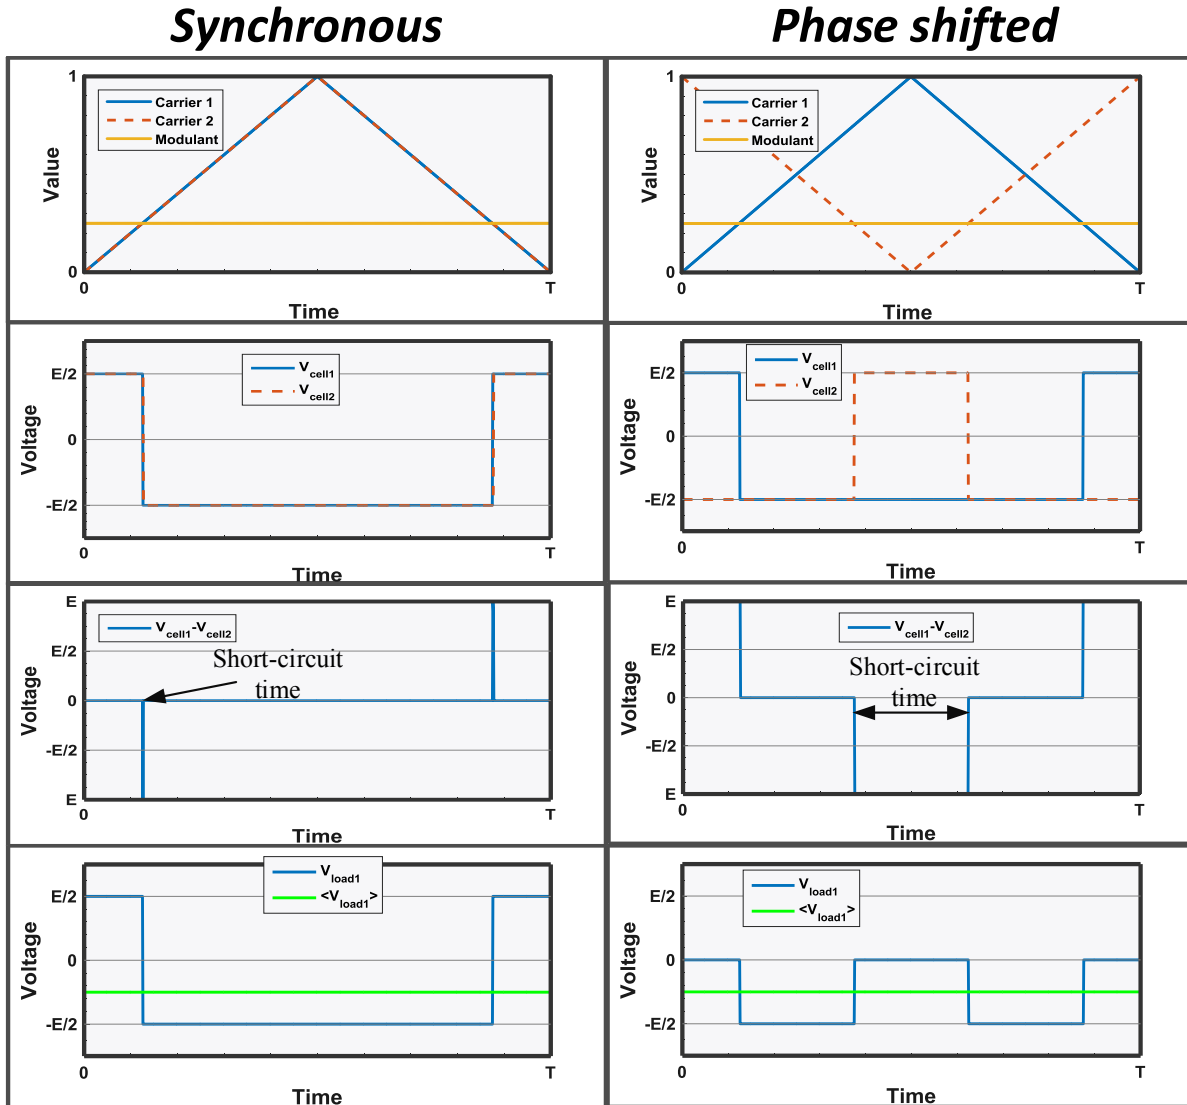 Synchronous
Phase shifted
1
Carrier 1
Carrier 2
Modulant
Value
0
0
T
Time
1
Carrier 1
Carrier 2
Modulant
Value
0
0
T
Time
Vcell1
Vcell2
E/2
0
-E/2
Voltage
0
T
Time
Vcell1
Vcell2
E/2
0
-E/2
Voltage
0
T
Time
E
Vcell1-Vcell2
E/2
Short-circuit
time
0
-E/2
E
Voltage
0
T
Time
E
Vcell1-Vcell2
E/2
Short-circuit
time
0
-E/2
E
Voltage
0
T
Time
Vload1
<Vload1>
E/2
0
-E/2
Voltage
0
T
Time
Vload1
<Vload1>
E/2
0
-E/2
Voltage
0
T
Time